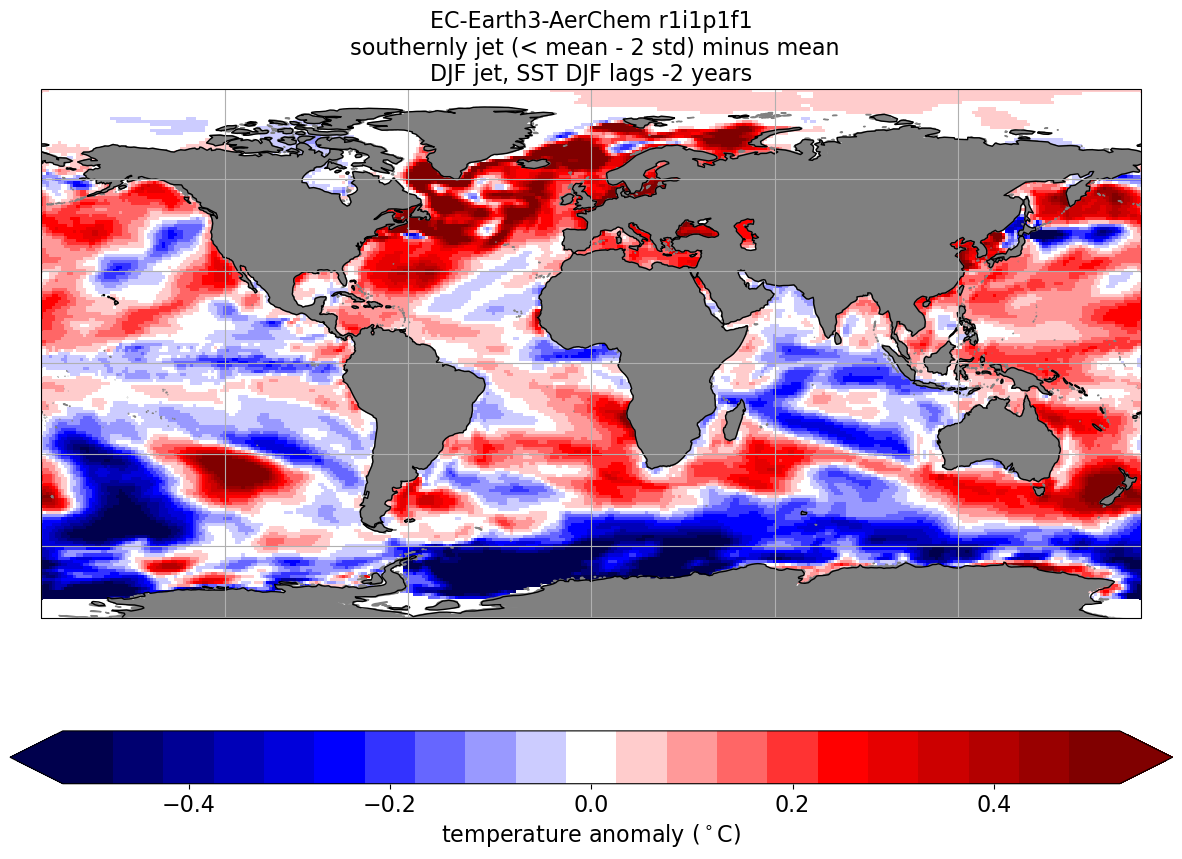 EC-Earth3-AerChem r1i1p1f1
southernly jet (< mean - 2 std) minus mean
DJF jet, SST DJF lags -2 years
−0.4 −0.2 0.0 0.2 0.4
temperature anomaly (°C)